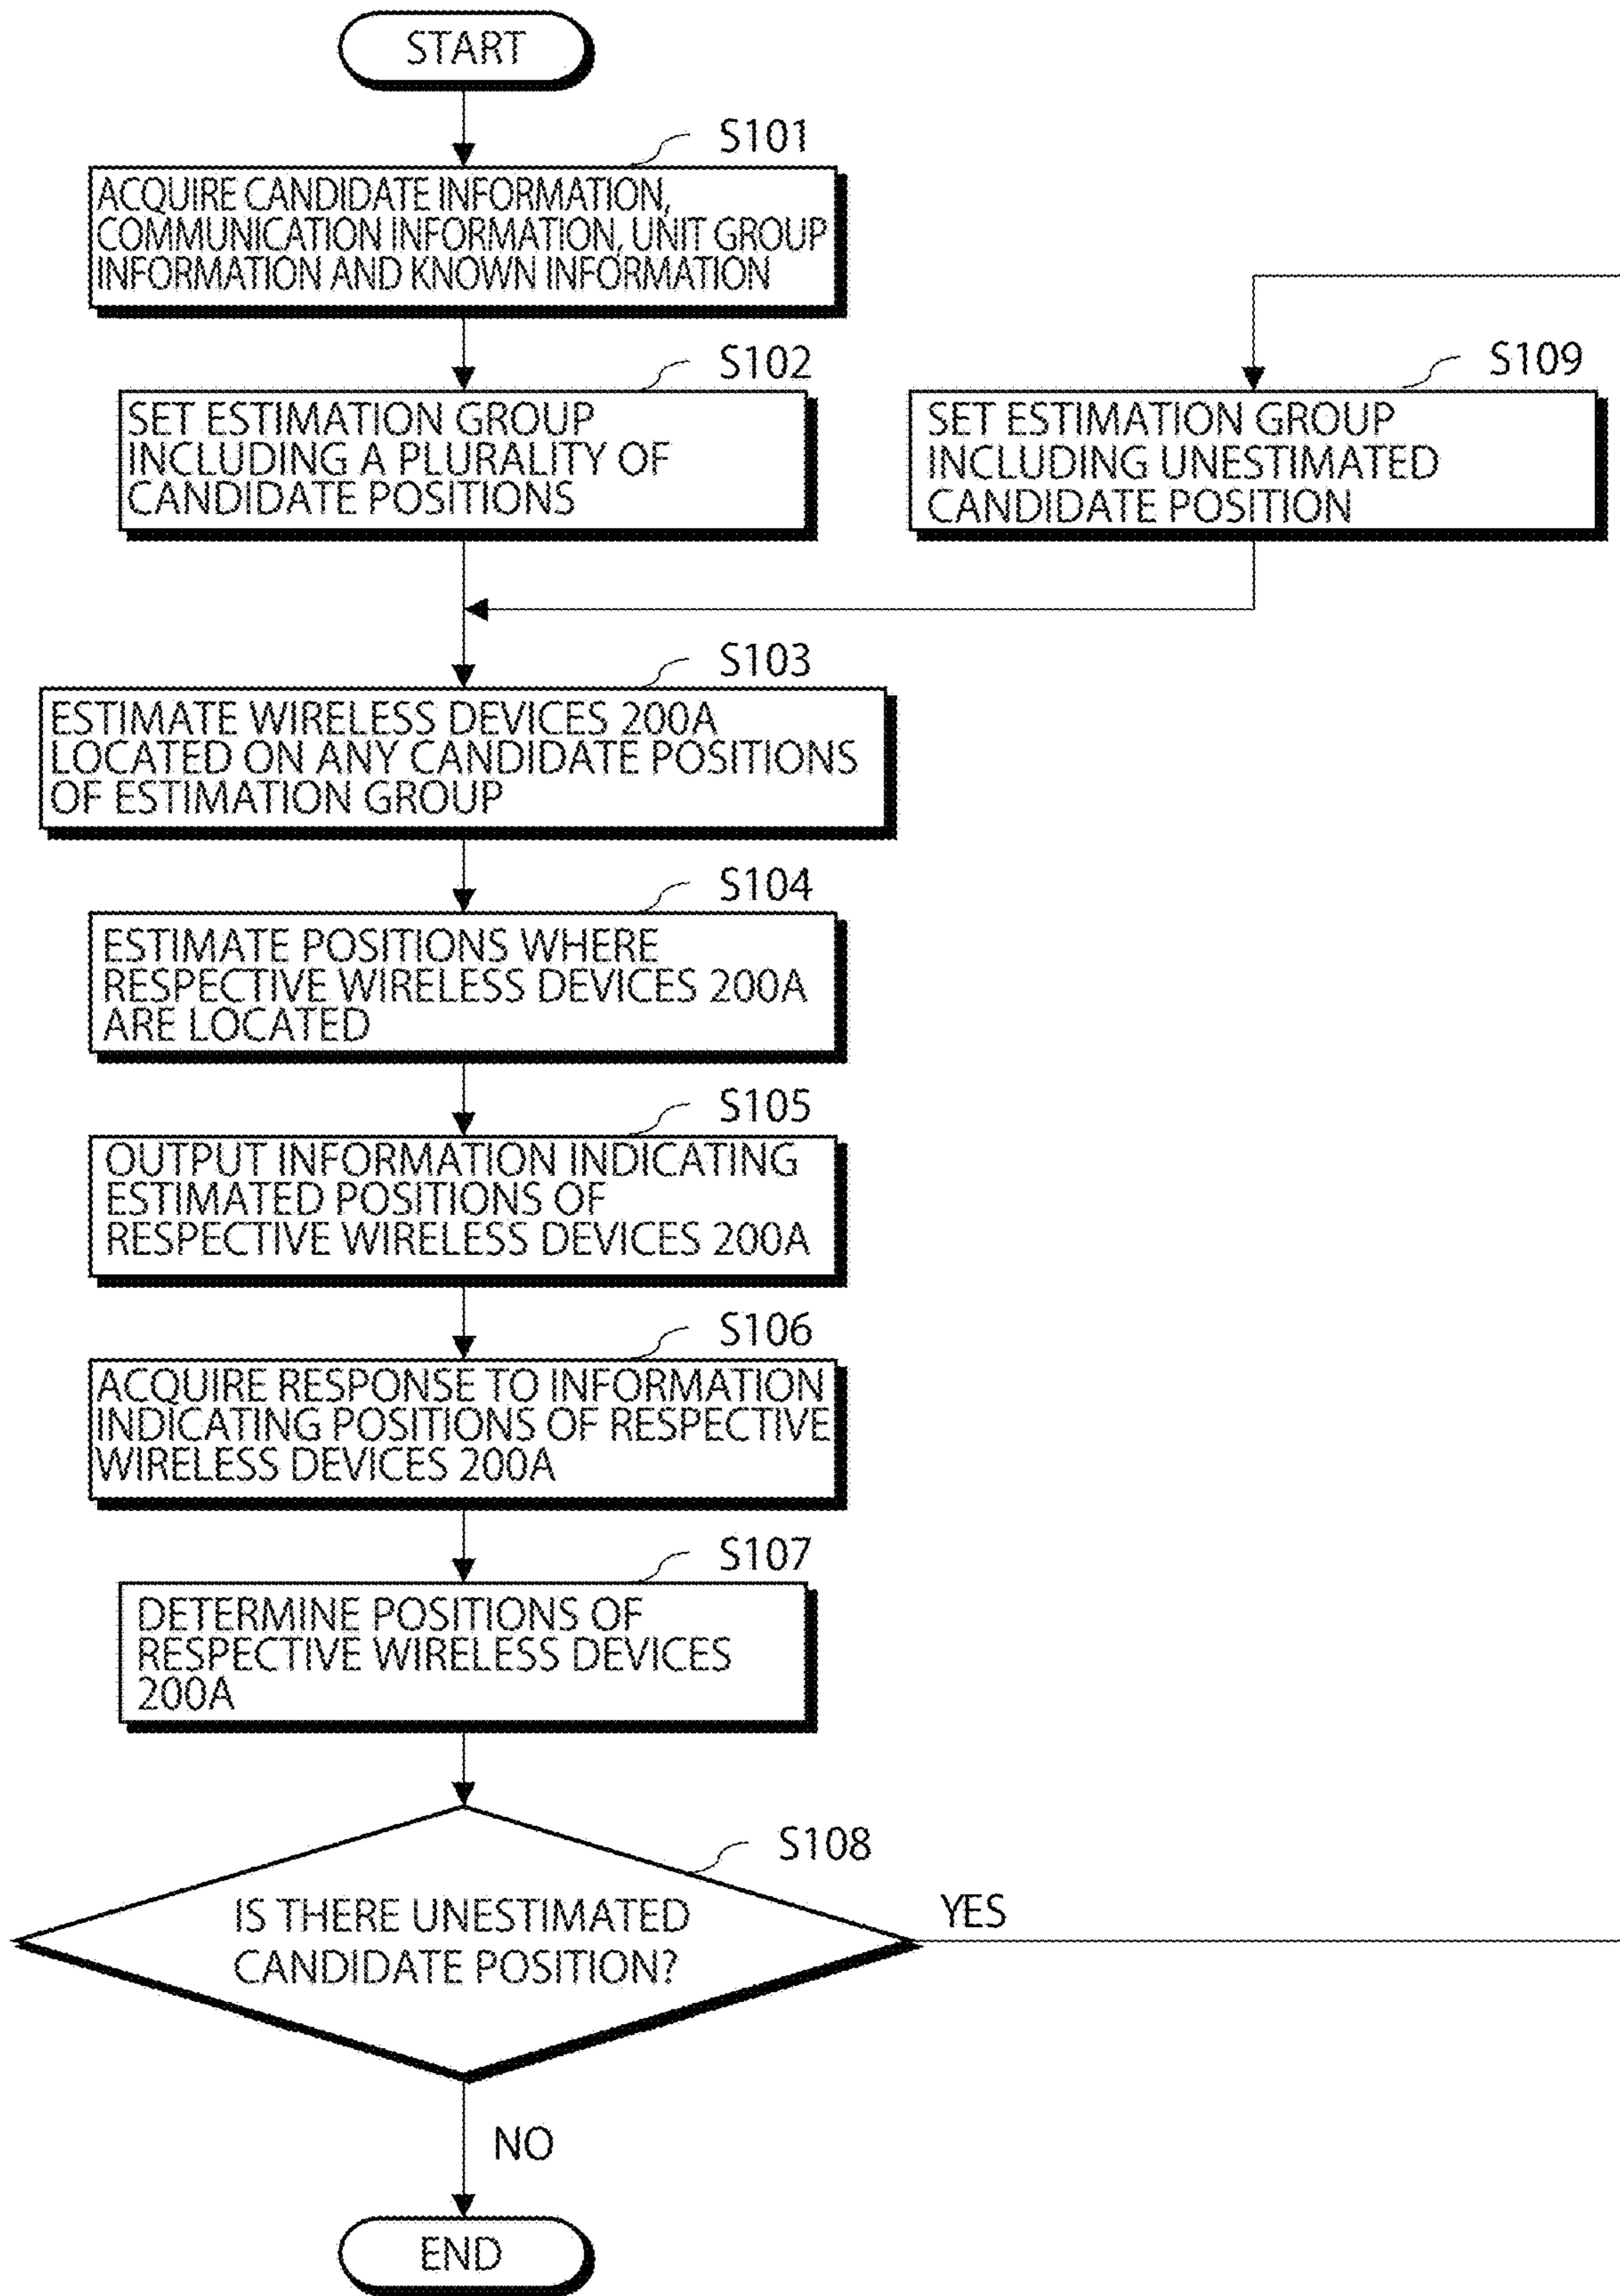 START
S101
ACQUIRE CANDIDATE INFORMATION,
COMMUNICATION INFORMATION, UNIT GROUP
INFORMATION AND KNOWN INFORMATION
S102
SET ESTIMATION GROUP
INCLUDING A PLURALITY OF
CANDIDATE POSITIONS
S109
SET ESTIMATION GROUP
INCLUDING UNESTIMATED
CANDIDATE POSITION
S103
ESTIMATE WIRELESS DEVICES 200A
LOCATED ON ANY CANDIDATE POSITIONS
OF ESTIMATION GROUP
S104
ESTIMATE POSITIONS WHERE
RESPECTIVE WIRELESS DEVICES 200A
ARE LOCATED
S105
OUTPUT INFORMATION INDICATING
ESTIMATED POSITIONS OF
RESPECTIVE WIRELESS DEVICES 200A
S106
ACQUIRE RESPONSE TO INFORMATION
INDICATING POSITIONS OF RESPECTIVE
WIRELESS DEVICES 200A
S107
DETERMINE POSITIONS OF
RESPECTIVE WIRELESS DEVICES
200A
S108
IS THERE UNESTIMATED
CANDIDATE POSITION?
YES
NO
END